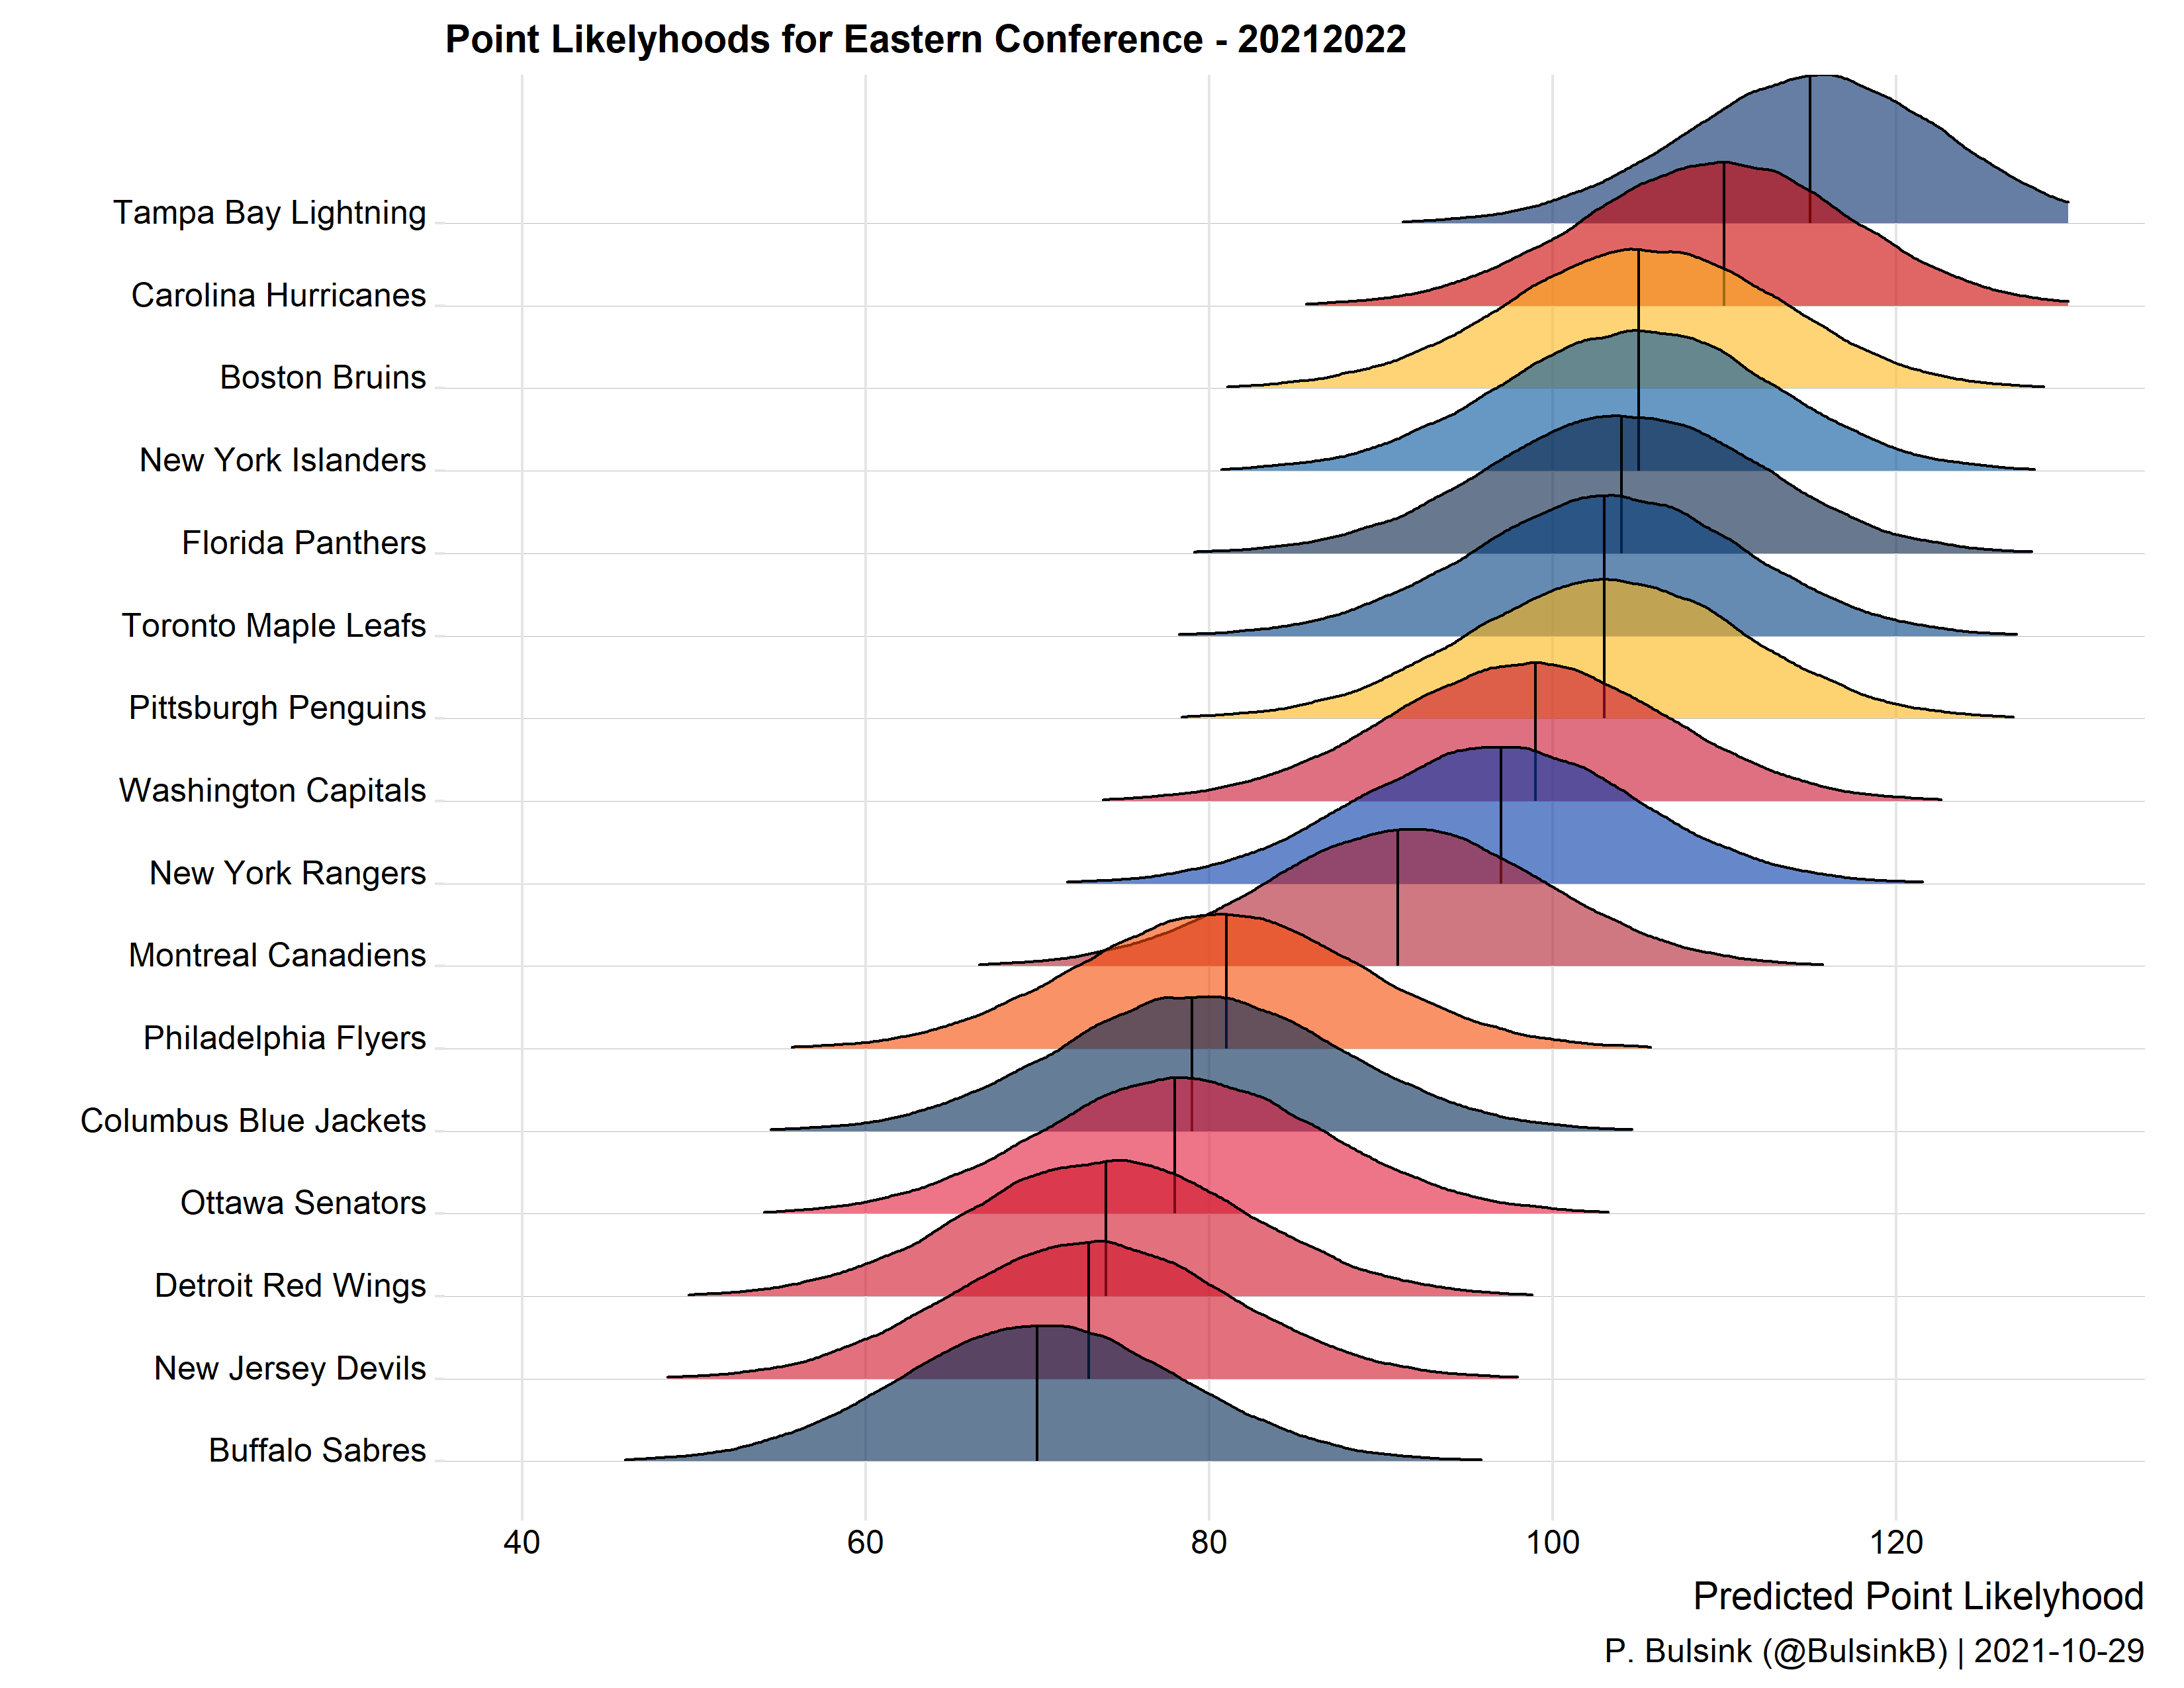 Point Likelyhoods for Eastern Conference - 20212022
Tampa Bay Lightning
Carolina Hurricanes
Boston Bruins
New York Islanders
Florida Panthers
Toronto Maple Leafs
Pittsburgh Penguins
Washington Capitals
New York Rangers
Montreal Canadiens
Philadelphia Flyers
Columbus Blue Jackets
Ottawa Senators
Detroit Red Wings
New Jersey Devils
Buffalo Sabres
40 60 80 100 120
Predicted Point Likelyhood
P. Bulsink (@BulsinkB) | 2021-10-29